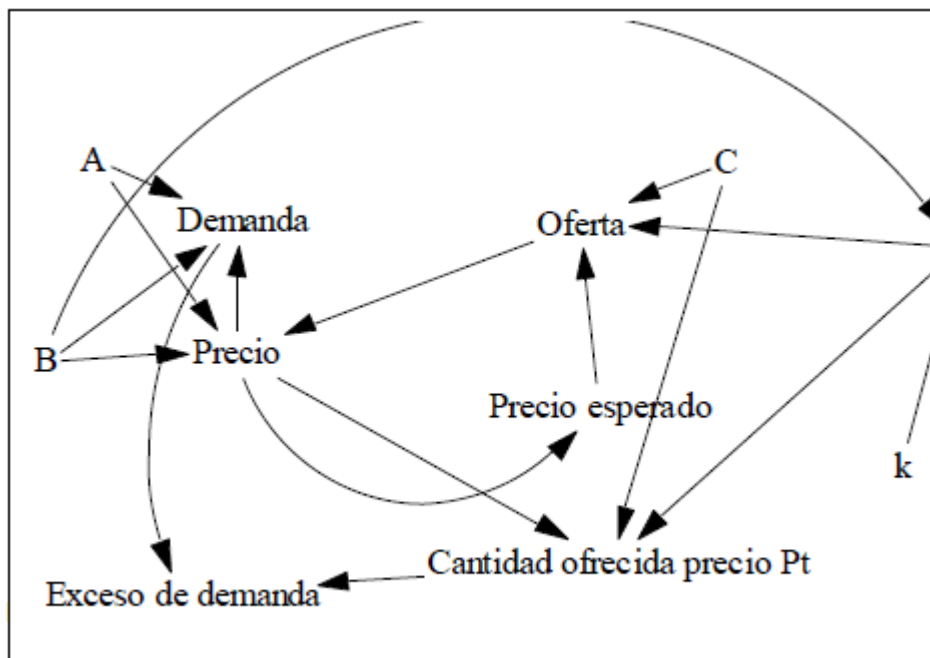 A
C
Demanda
Oferta
B
Precio
Precio esperado
k
Cantidad ofrecida precio Pt
Exceso de demanda